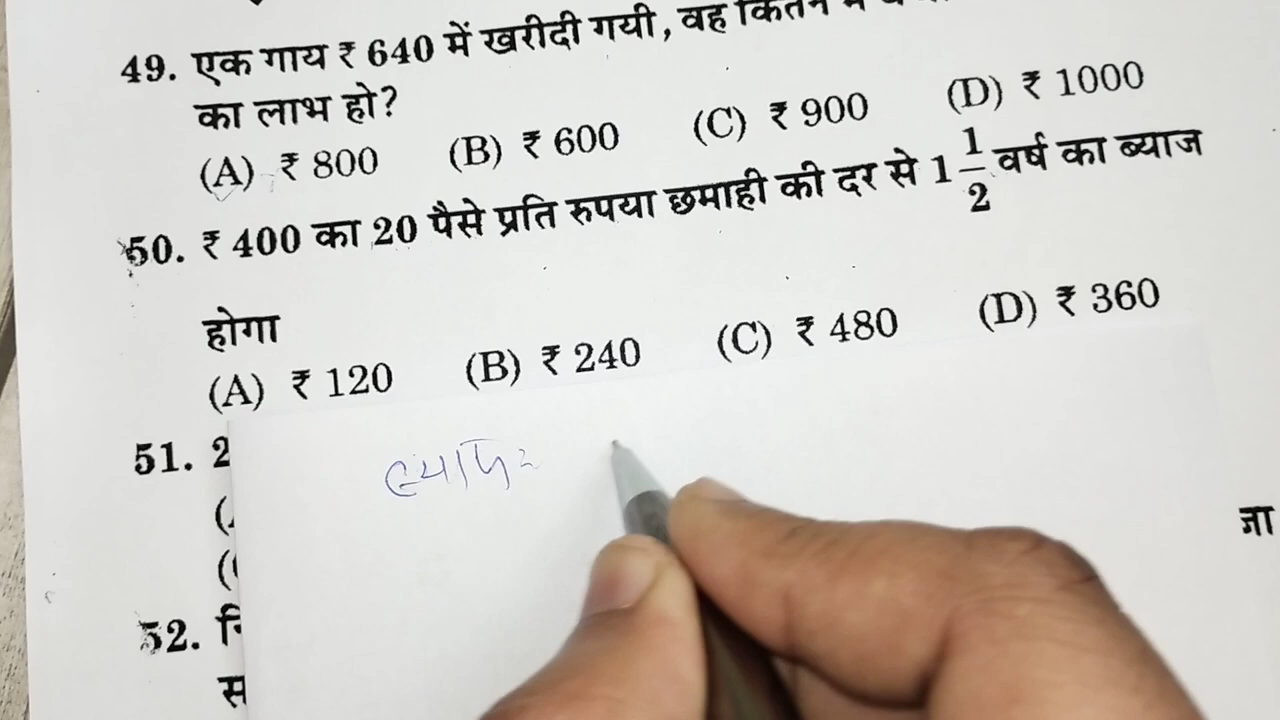 49. एक गाय ₹ 640 में खरीदी गयी, वह कितने में
का लाभ हो?
(A) ₹ 800 (B) ₹ 600 (C) ₹ 900 (D) ₹ 1000
50. ₹ 400 का 20 पैसे प्रति रुपया छमाही की दर से 1 1/2 वर्ष का ब्याज
होगा
(A) ₹ 120 (B) ₹ 240 (C) ₹ 480 (D) ₹ 360
51. 2
ब्याज =
जा
52. नि
स